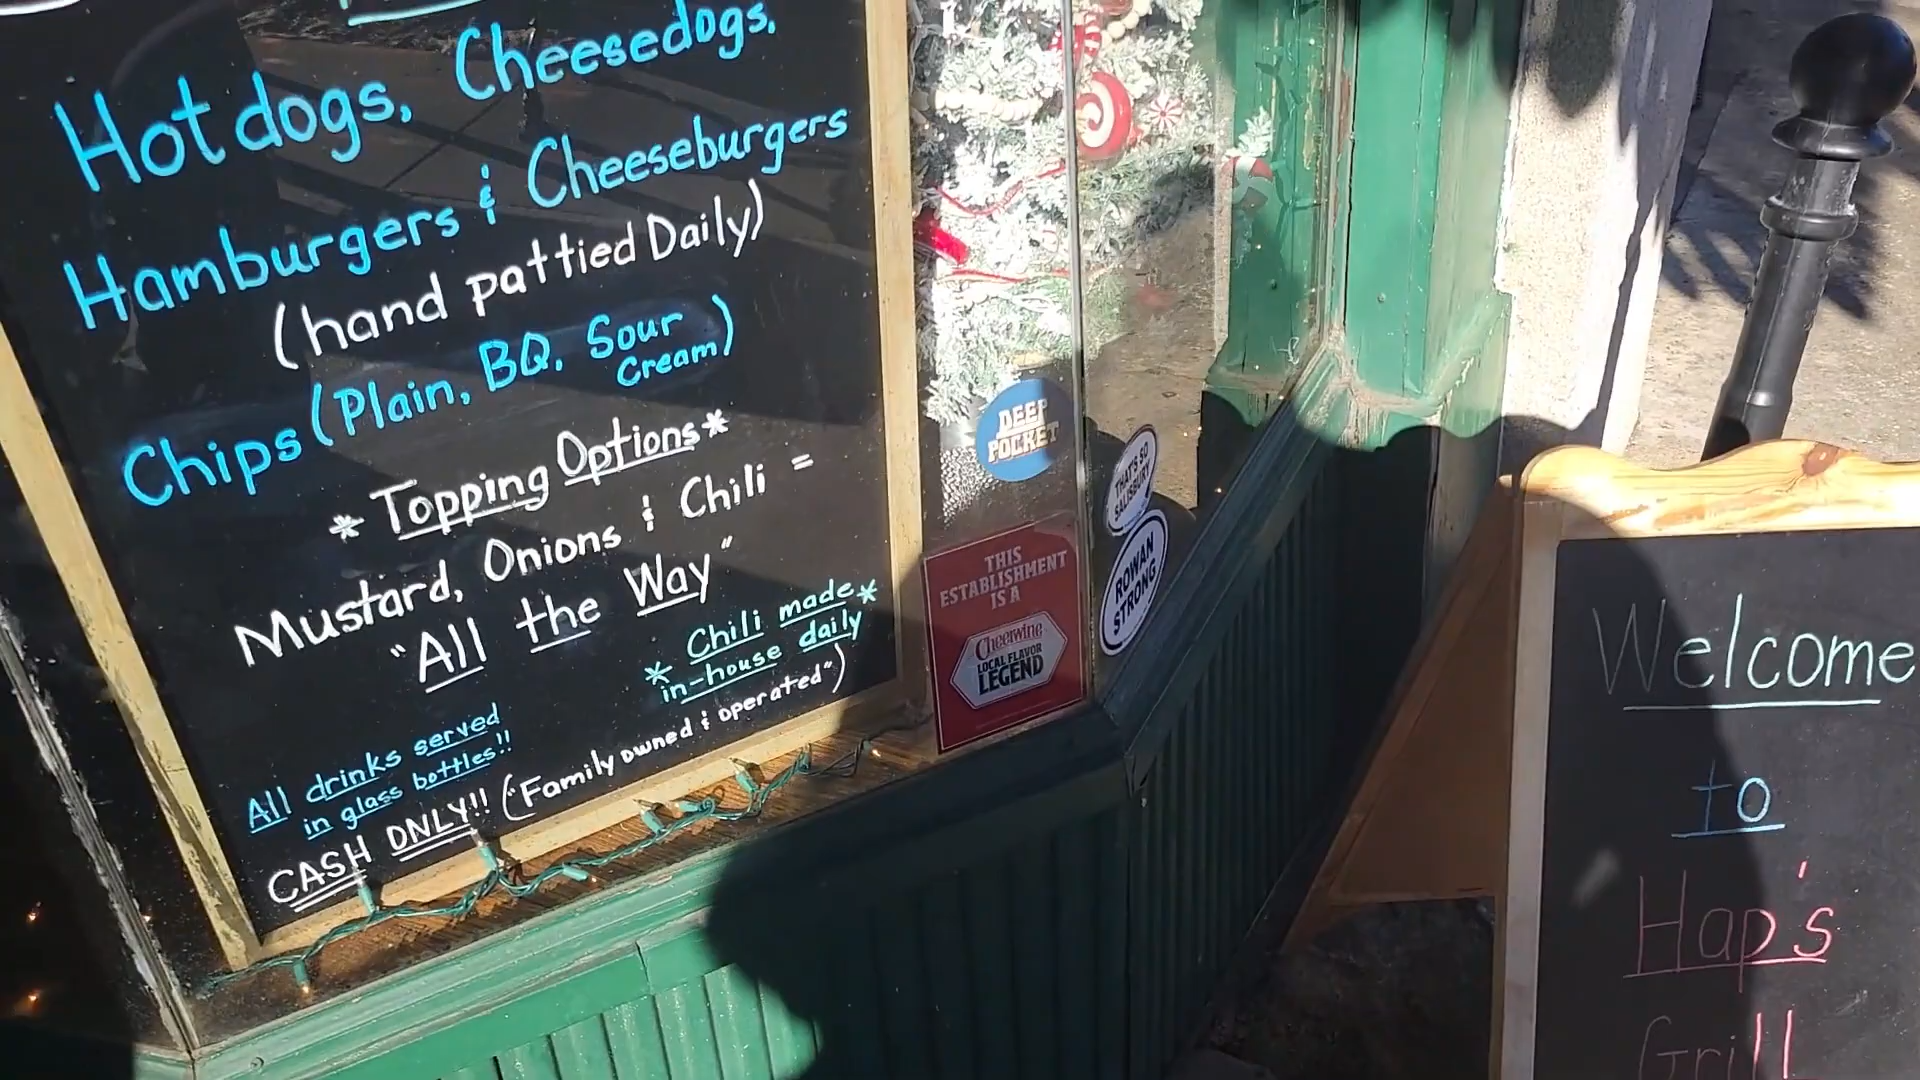 Hotdogs, Cheesedogs,
Hamburgers & Cheeseburgers
(hand pattied Daily)
Chips (Plain, BQ, Sour
Cream)
* Topping Options *
Mustard, Onions & Chili =
"All the Way"
* Chili made *
in-house daily
All drinks served
in glass bottles!!
CASH ONLY!! ("Family owned & operated")
DEEP
POCKET
THAT'S SO
SALISBURY
ROWAN
STRONG
THIS
ESTABLISHMENT
IS A
Cheerwine
LOCAL FLAVOR
LEGEND
Welcome
to
Hap's
Grill